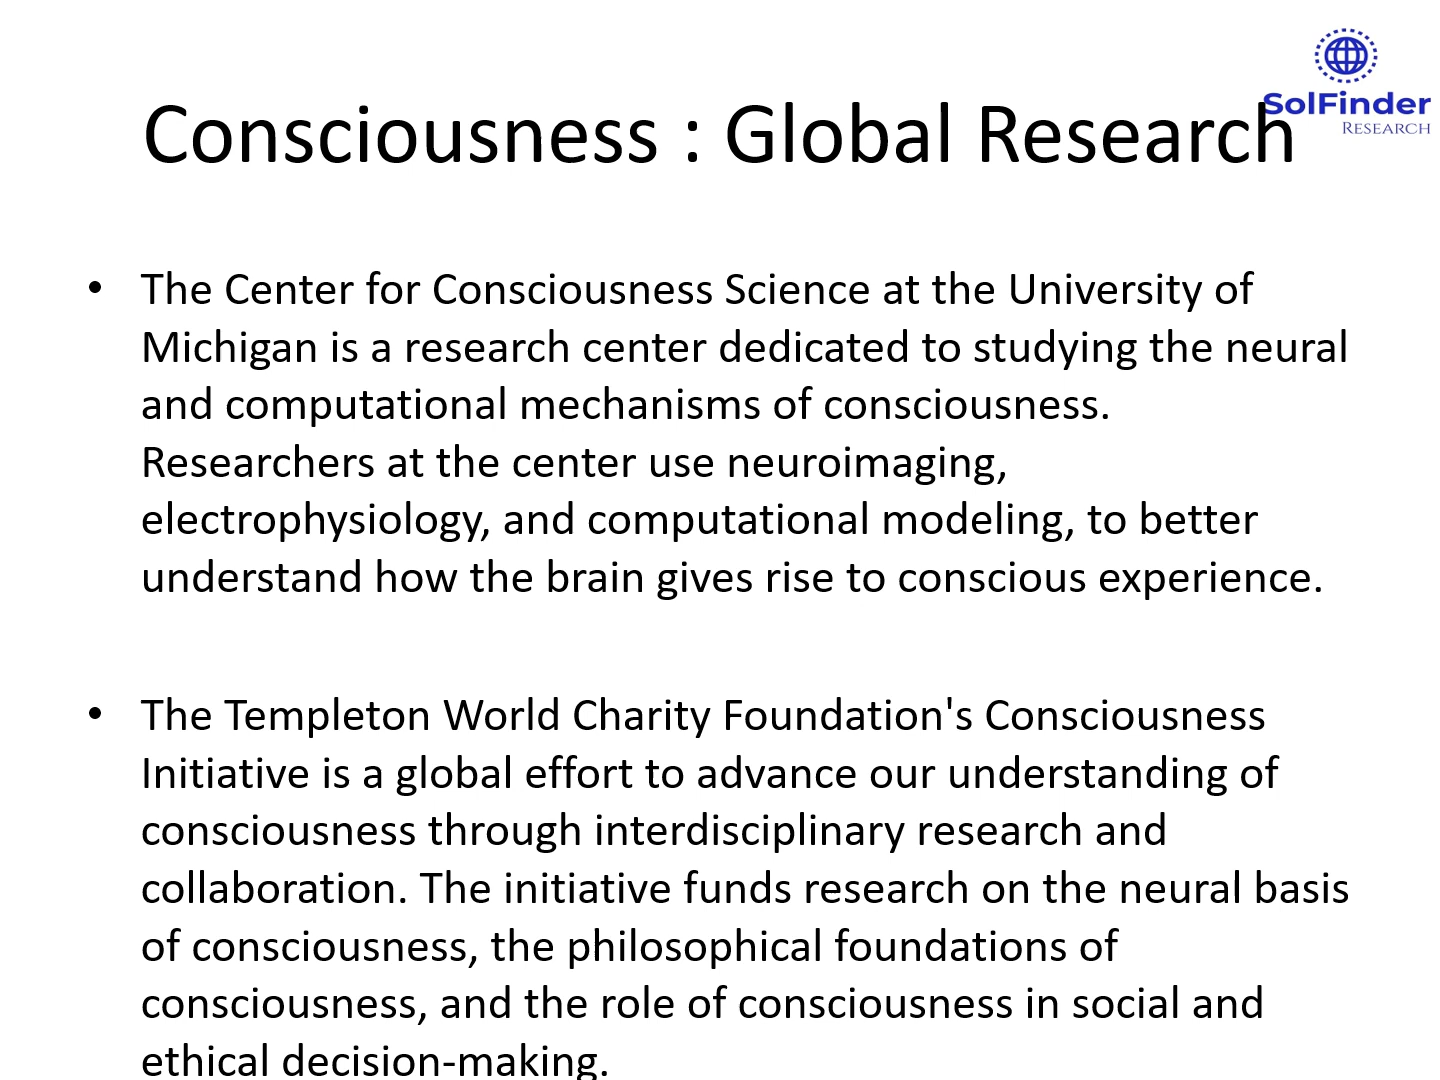 SolFinder
RESEARCH
Consciousness : Global Research
• The Center for Consciousness Science at the University of
Michigan is a research center dedicated to studying the neural
and computational mechanisms of consciousness.
Researchers at the center use neuroimaging,
electrophysiology, and computational modeling, to better
understand how the brain gives rise to conscious experience.
• The Templeton World Charity Foundation's Consciousness
Initiative is a global effort to advance our understanding of
consciousness through interdisciplinary research and
collaboration. The initiative funds research on the neural basis
of consciousness, the philosophical foundations of
consciousness, and the role of consciousness in social and
ethical decision-making.